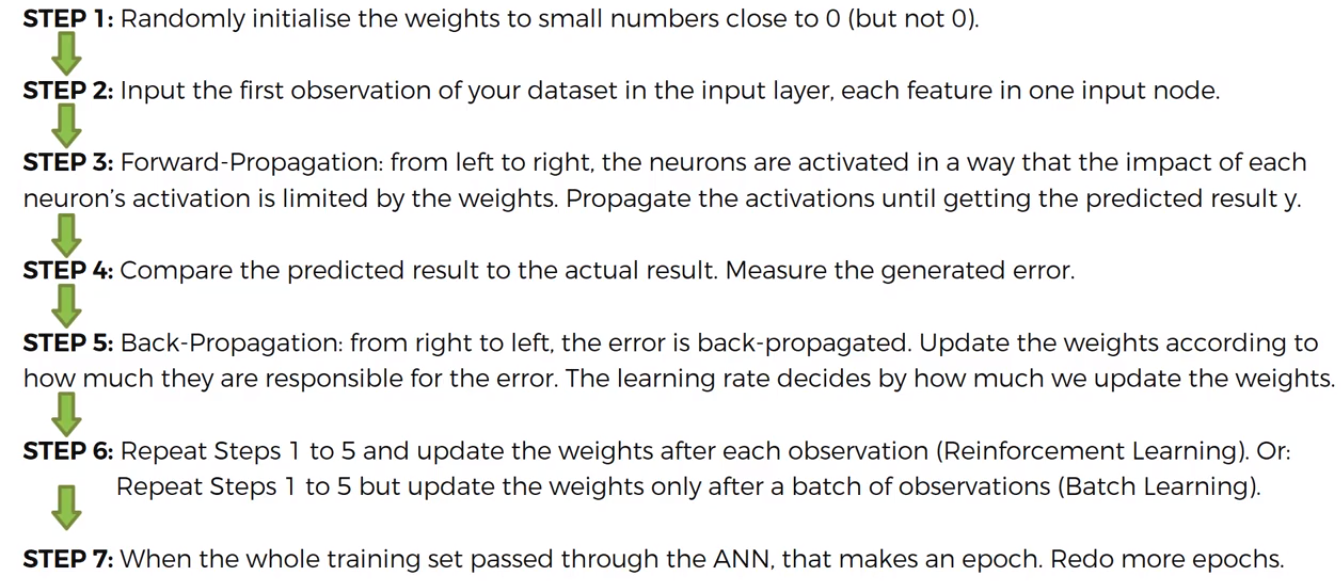 STEP 1: Randomly initialise the weights to small numbers close to 0 (but not 0).
STEP 2: Input the first observation of your dataset in the input layer, each feature in one input node.
STEP 3: Forward-Propagation: from left to right, the neurons are activated in a way that the impact of each
neuron's activation is limited by the weights. Propagate the activations until getting the predicted result y.
STEP 4: Compare the predicted result to the actual result. Measure the generated error.
STEP 5: Back-Propagation: from right to left, the error is back-propagated. Update the weights according to
how much they are responsible for the error. The learning rate decides by how much we update the weights.
STEP 6: Repeat Steps 1 to 5 and update the weights after each observation (Reinforcement Learning). Or:
Repeat Steps 1 to 5 but update the weights only after a batch of observations (Batch Learning).
STEP 7: When the whole training set passed through the ANN, that makes an epoch. Redo more epochs.